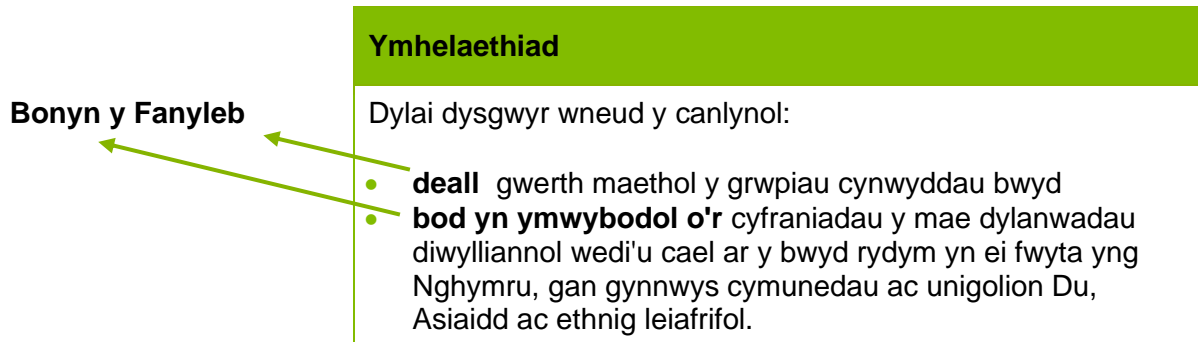 Ymhelaethiad
Bonyn y Fanyleb
Dylai dysgwyr wneud y canlynol:
• deall gwerth maethol y grwpiau cynwyddau bwyd
• bod yn ymwybodol o'r cyfraniadau y mae dylanwadau
diwylliannol wedi'u cael ar y bwyd rydym yn ei fwyta yng
Nghymru, gan gynnwys cymunedau ac unigolion Du,
Asiaidd ac ethnig leiafrifol.